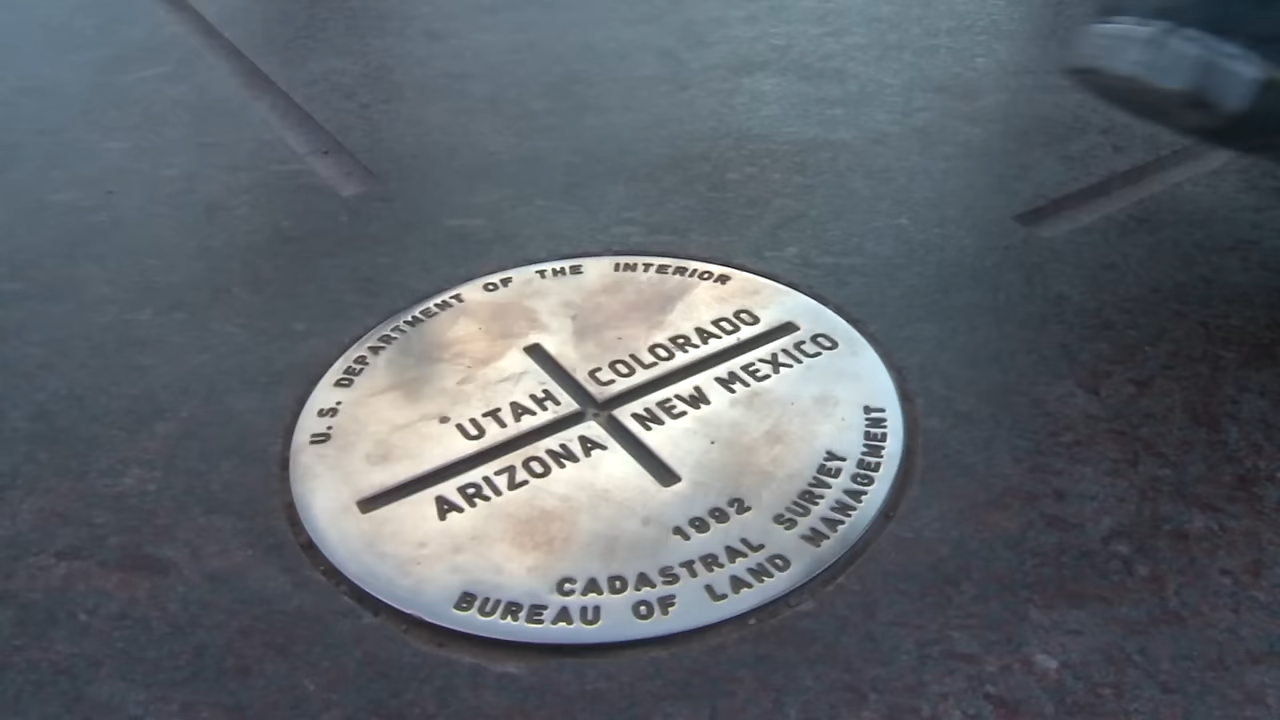 U. S. DEPARTMENT OF THE INTERIOR
UTAH COLORADO
ARIZONA NEW MEXICO
1992
CADASTRAL SURVEY
BUREAU OF LAND MANAGEMENT